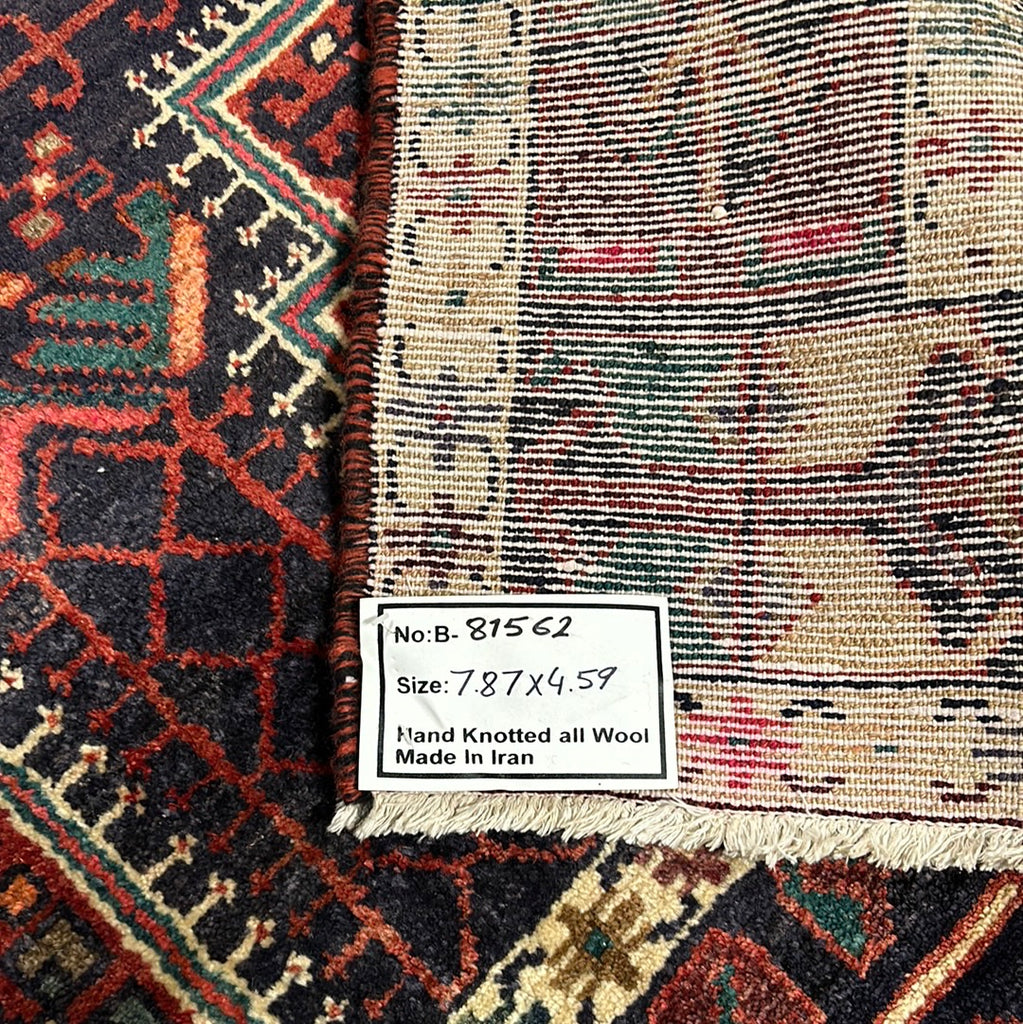 No:B- 81562
Size: 7.87x4.59
Hand Knotted all Wool
Made In Iran